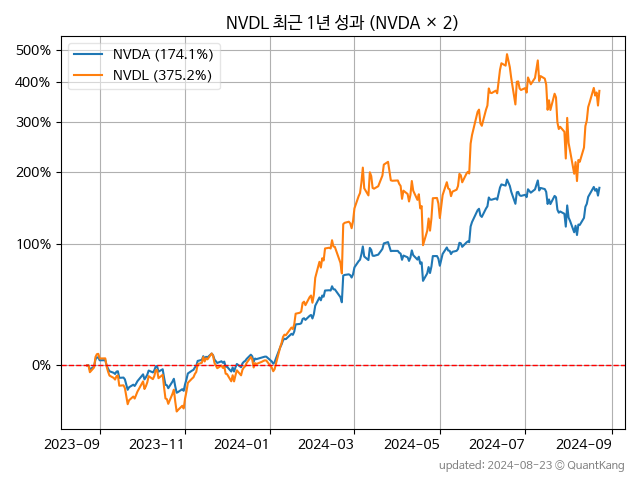 NVDL 최근 1년 성과 (NVDA × 2)
NVDA (174.1%)
NVDL (375.2%)
500%
400%
300%
200%
100%
0%
2023-09 2023-11 2024-01 2024-03 2024-05 2024-07 2024-09
updated: 2024-08-23 © QuantKang